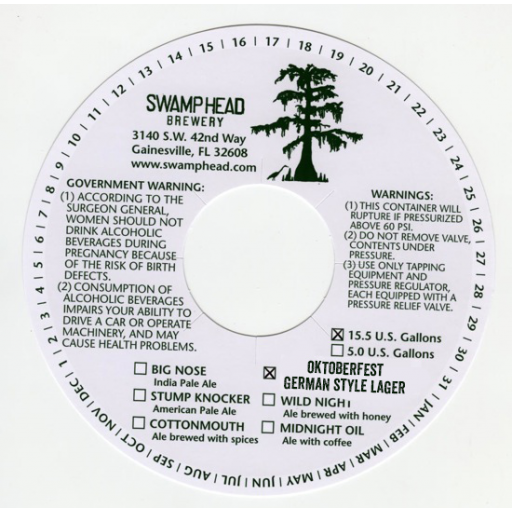 SWAMP HEAD
BREWERY
3140 S.W. 42nd Way
Gainesville, FL 32608
www.swamphead.com
GOVERNMENT WARNING:
(1) ACCORDING TO THE
SURGEON GENERAL,
WOMEN SHOULD NOT
DRINK ALCOHOLIC
BEVERAGES DURING
PREGNANCY BECAUSE
OF THE RISK OF BIRTH
DEFECTS.
(2) CONSUMPTION OF
ALCOHOLIC BEVERAGES
IMPAIRS YOUR ABILITY TO
DRIVE A CAR OR OPERATE
MACHINERY, AND MAY
CAUSE HEALTH PROBLEMS.
WARNINGS:
(1) THIS CONTAINER WILL
RUPTURE IF PRESSURIZED
ABOVE 60 PSI.
(2) DO NOT REMOVE VALVE,
CONTENTS UNDER
PRESSURE.
(3) USE ONLY TAPPING
EQUIPMENT AND
PRESSURE REGULATOR,
EACH EQUIPPED WITH A
PRESSURE RELIEF VALVE.
15.5 U.S. Gallons
5.0 U.S. Gallons
BIG NOSE
India Pale Ale
STUMP KNOCKER
American Pale Ale
COTTONMOUTH
Ale brewed with spices
OKTOBERFEST
GERMAN STYLE LAGER
WILD NIGHT
Ale brewed with honey
MIDNIGHT OIL
Ale with coffee
1 | 2 | 3 | 4 | 5 | 6 | 7 | 8 | 9 | 10 | 11 | 12 | 13 | 14 | 15 | 16 | 17 | 18 | 19 | 20 | 21 | 22 | 23 | 24 | 25 | 26 | 27 | 28 | 29 | 30 | 31 | JAN | FEB | MAR | APR | MAY | JUN | JUL | AUG | SEP | OCT | NOV | DEC |